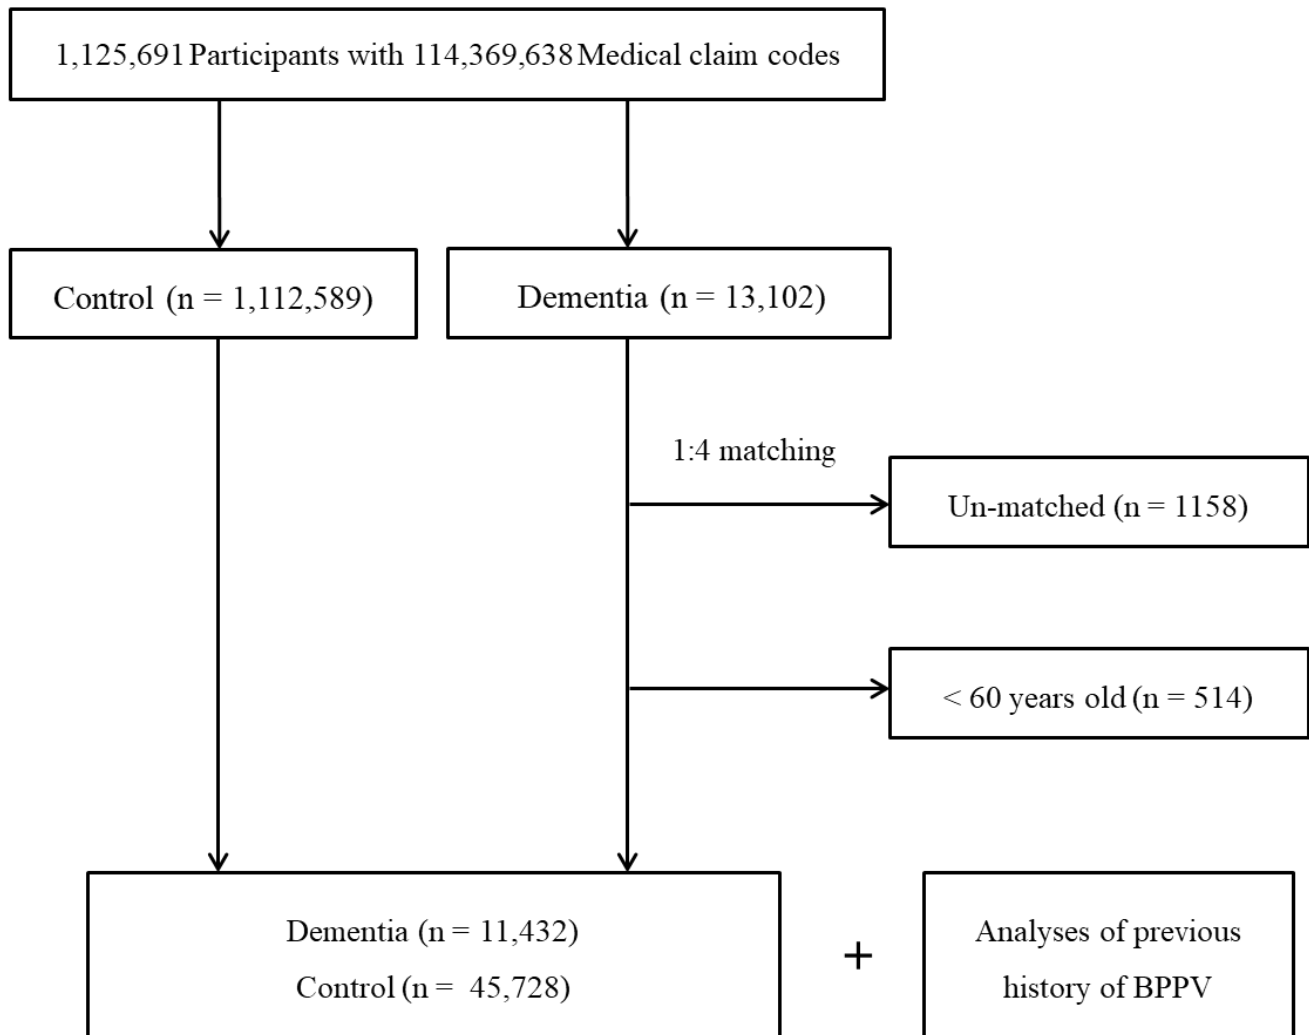 1,125,691 Participants with 114,369,638 Medical claim codes
Control (n = 1,112,589)
Dementia (n = 13,102)
1:4 matching
Un-matched (n = 1158)
< 60 years old (n = 514)
Dementia (n = 11,432)
Control (n = 45,728)
+
Analyses of previous
history of BPPV